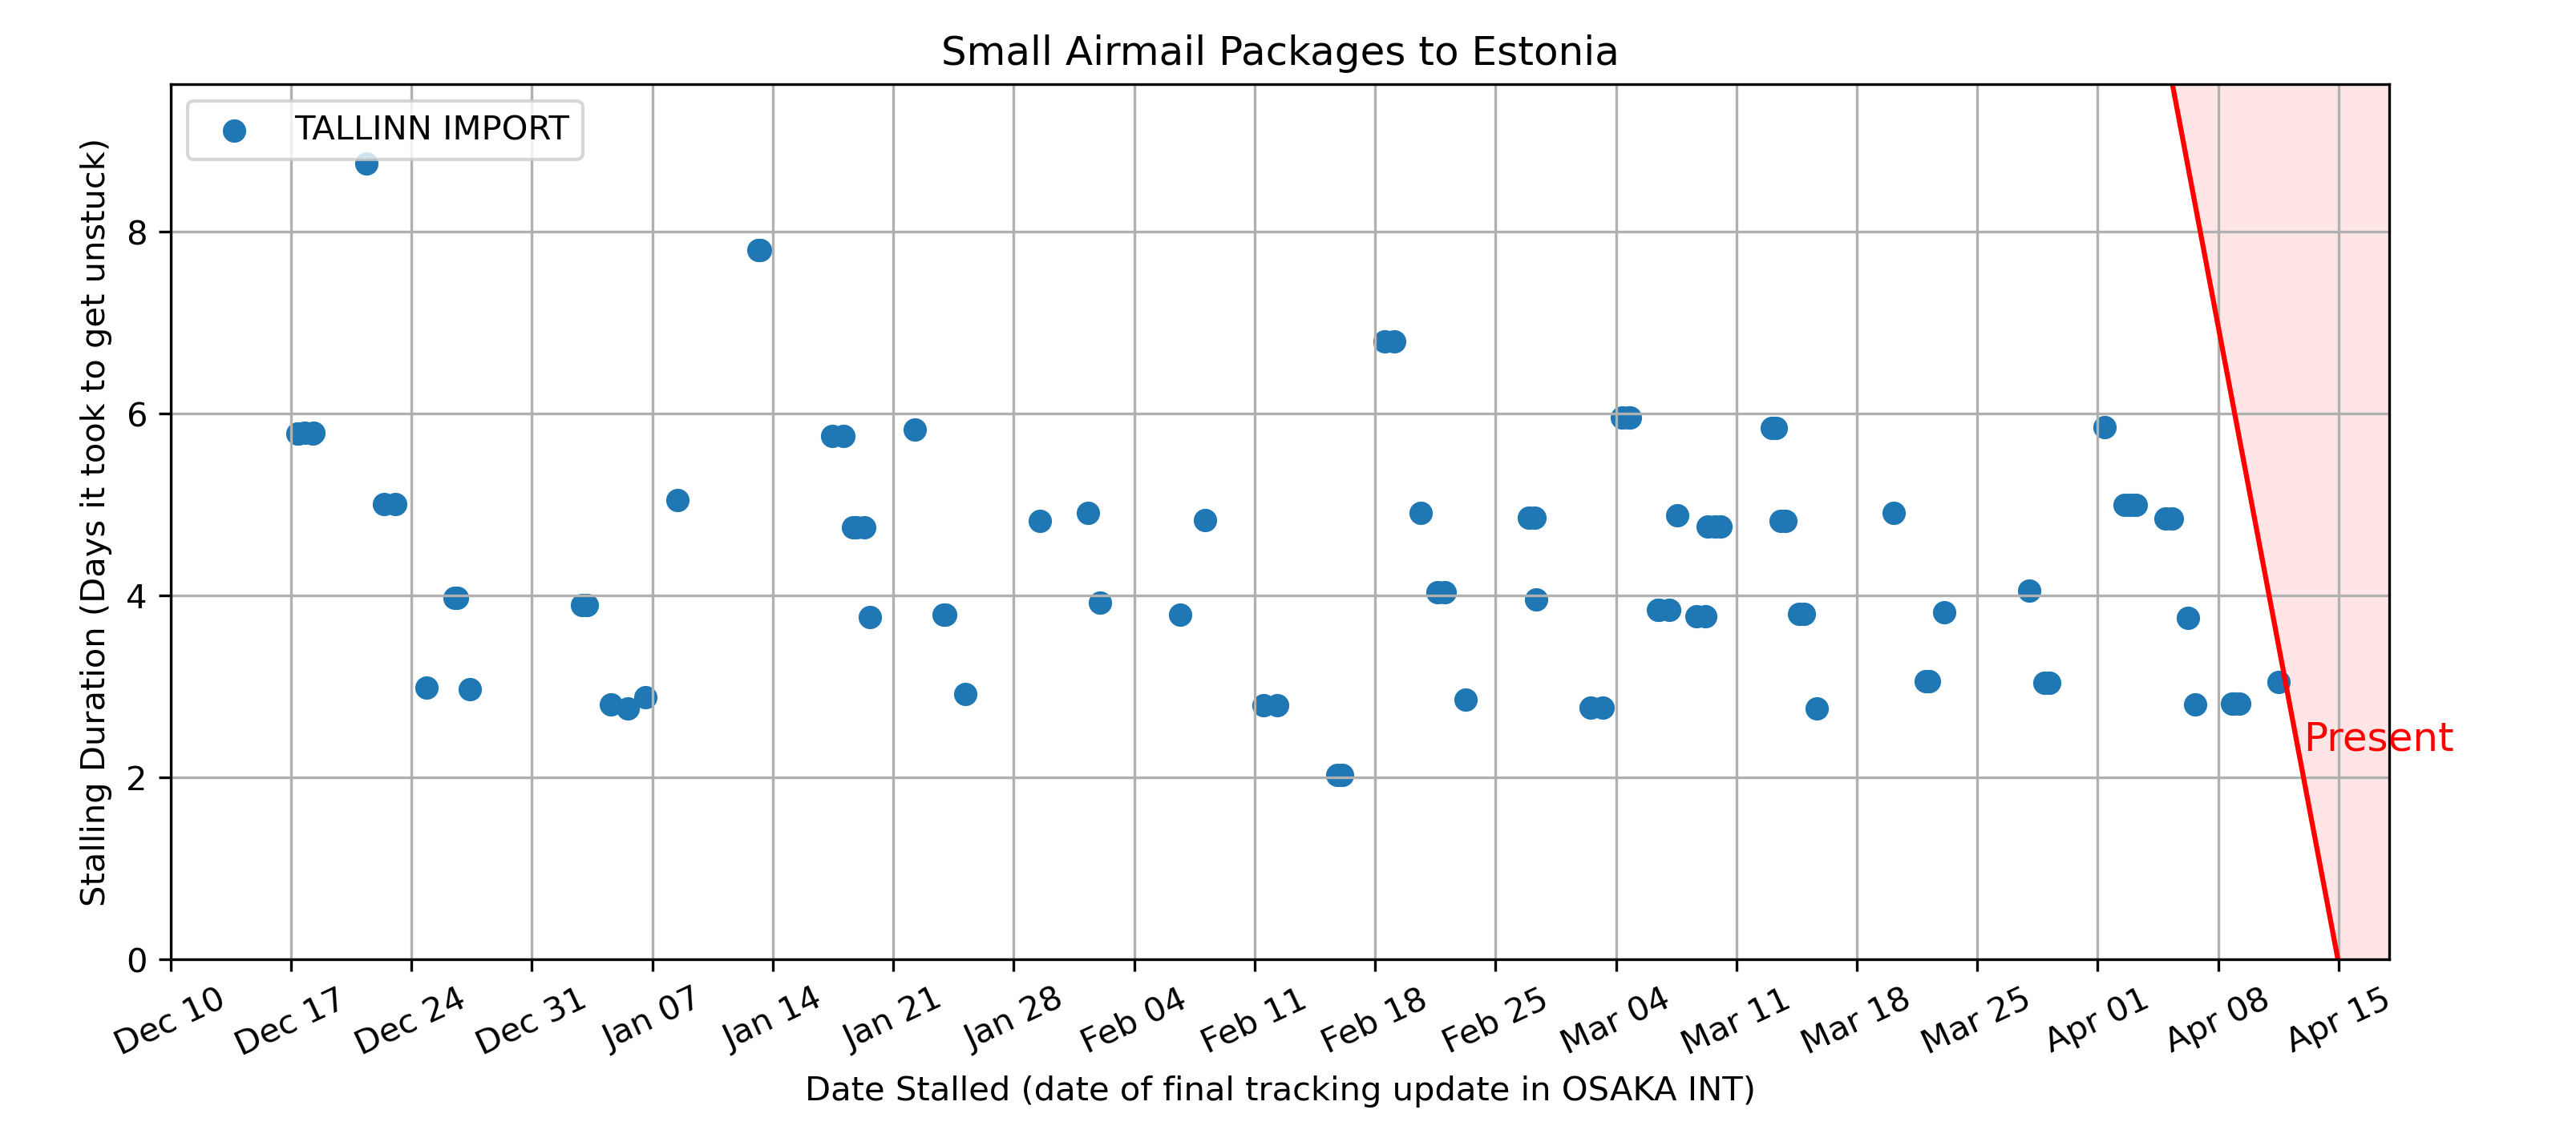 Small Airmail Packages to Estonia
TALLINN IMPORT
Stalling Duration (Days it took to get unstuck)
8
6
4
2
0
Present
Dec 10
Dec 17
Dec 24
Dec 31
Jan 07
Jan 14
Jan 21
Jan 28
Feb 04
Feb 11
Feb 18
Feb 25
Mar 04
Mar 11
Mar 18
Mar 25
Apr 01
Apr 08
Apr 15
Date Stalled (date of final tracking update in OSAKA INT)